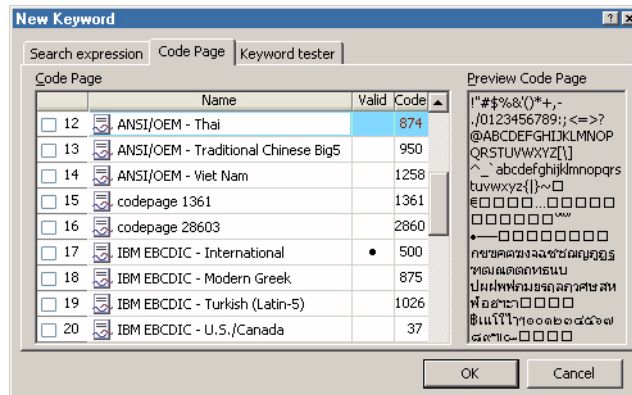 New Keyword
Search expression Code Page Keyword tester
Code Page
Name Valid Code
12 ANSI/OEM - Thai 874
13 ANSI/OEM - Traditional Chinese Big5 950
14 ANSI/OEM - Viet Nam 1258
15 codepage 1361 1361
16 codepage 28603 2860
17 IBM EBCDIC - International • 500
18 IBM EBCDIC - Modern Greek 875
19 IBM EBCDIC - Turkish (Latin-5) 1026
20 IBM EBCDIC - U.S./Canada 37
Preview Code Page
!"#$%&'()*+,-
./0123456789:;<=>?
@ABCDEFGHIJKLMNOP
QRSTUVWXYZ[\]
^_`abcdefghijklmnopqrs
tuvwxyz{|}~□
€□□□□…□□□□□
OK Cancel